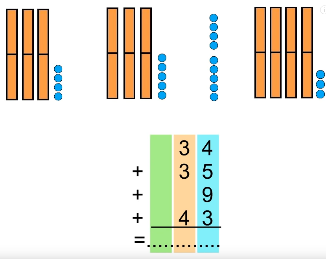 3 4
+ 3 5
+ 9
+ 4 3
=..............